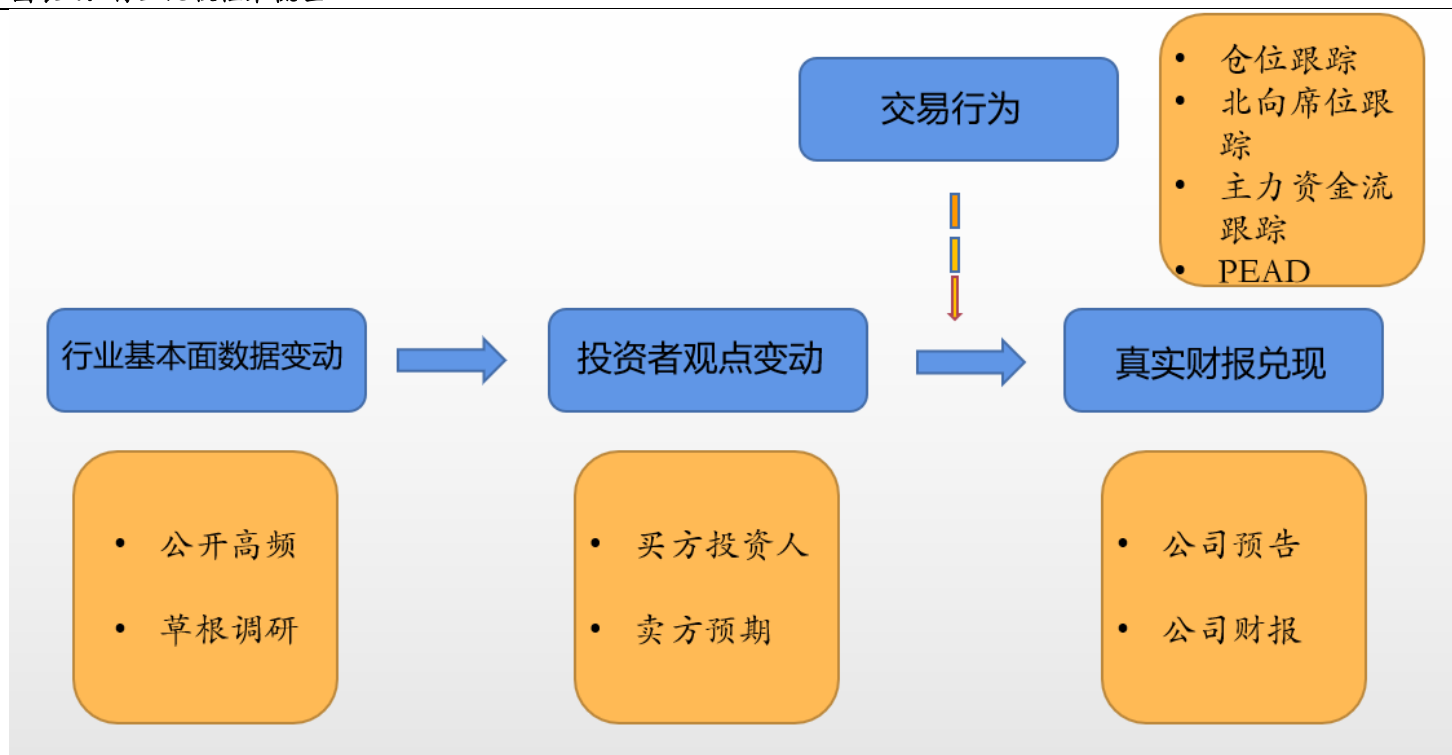 交易行为
• 仓位跟踪
• 北向席位跟
踪
• 主力资金流
跟踪
• PEAD
行业基本面数据变动
投资者观点变动
真实财报兑现
• 公开高频
• 草根调研
• 买方投资人
• 卖方预期
• 公司预告
• 公司财报